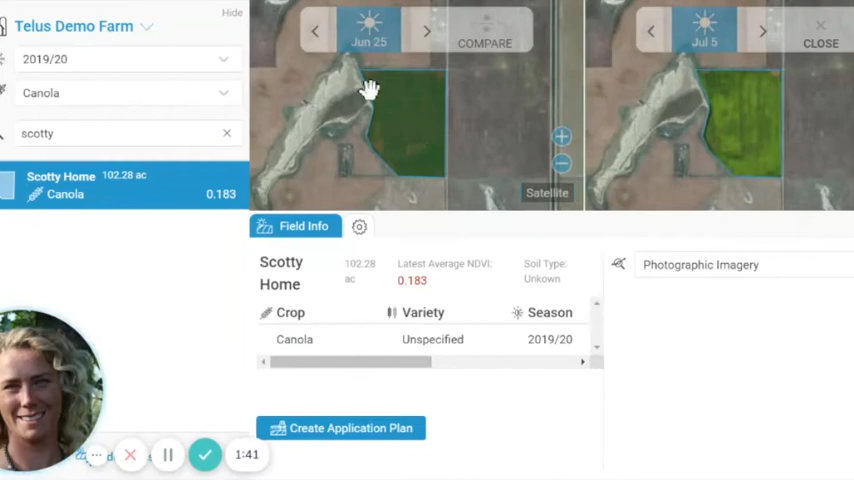 Hide
Telus Demo Farm
2019/20
Canola
scotty
Scotty Home 102.28 ac
Canola 0.183
Jun 25
COMPARE
Jul 5
CLOSE
Satellite
Field Info
Scotty Home
102.28 ac
Latest Average NDVI:
0.183
Soil Type:
Unkown
Photographic Imagery
Crop Variety Season
Canola Unspecified 2019/20
Create Application Plan
1:41